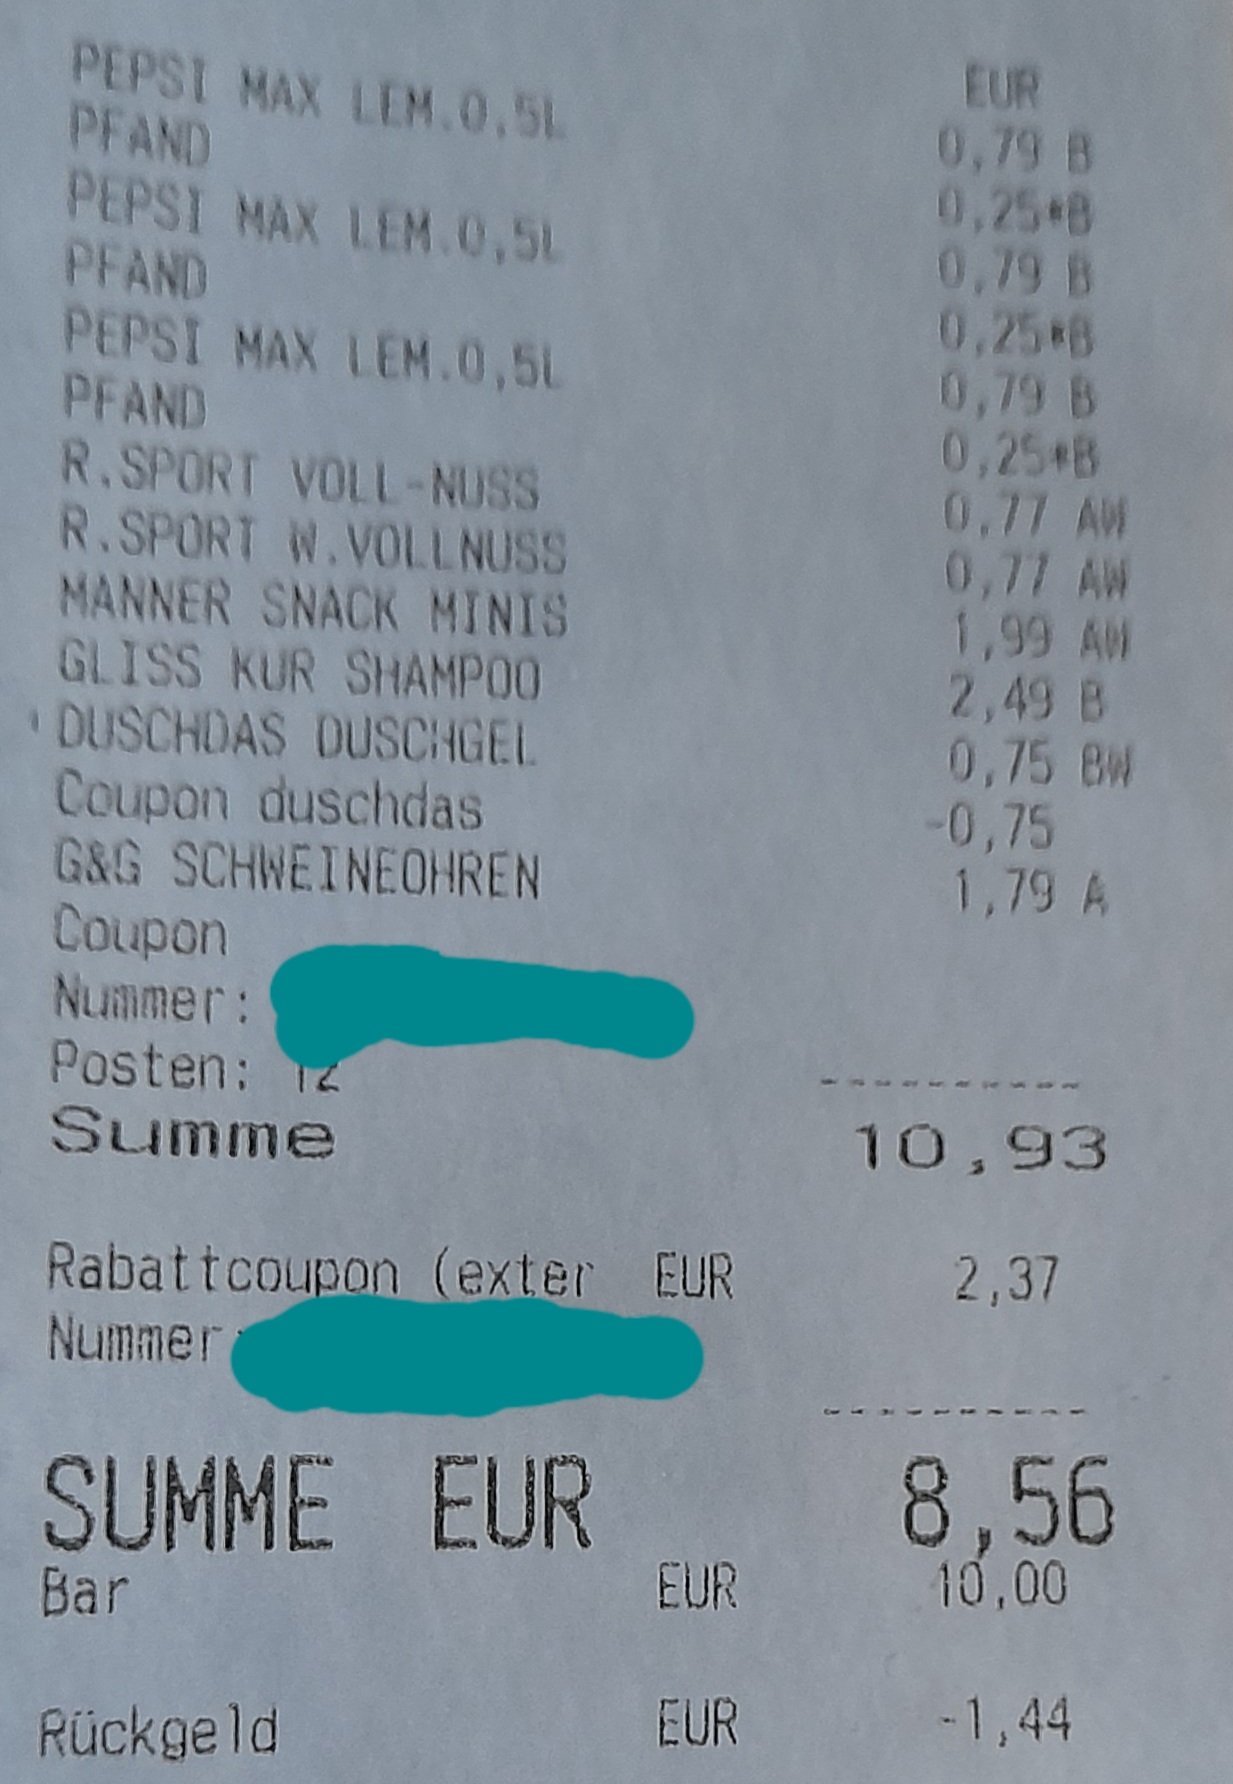 EUR
PEPSI MAX LEM.0,5L 0,79 B
PFAND 0,25*B
PEPSI MAX LEM.0,5L 0,79 B
PFAND 0,25*B
PEPSI MAX LEM.0,5L 0,79 B
PFAND 0,25*B
R.SPORT VOLL-NUSS 0,77 AW
R.SPORT W.VOLLNUSS 0,77 AW
MANNER SNACK MINIS 1,99 AW
GLISS KUR SHAMPOO 2,49 B
DUSCHDAS DUSCHGEL 0,75 BW
Coupon duschdas -0,75
G&G SCHWEINEOHREN 1,79 A
Coupon
Nummer:
Posten: 12
Summe 10,93
Rabattcoupon (exter EUR 2,37
Nummer
SUMME EUR 8,56
Bar EUR 10,00
Rückgeld EUR -1,44